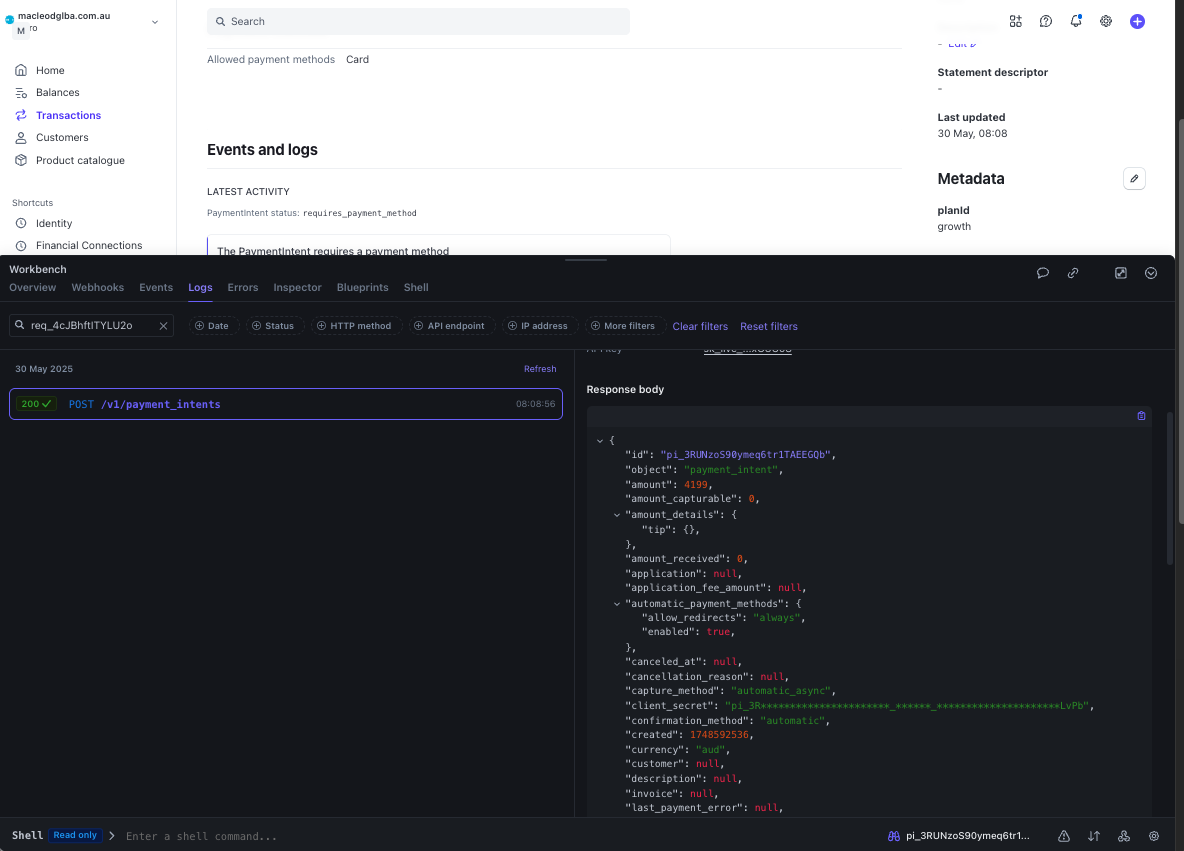 macleodglba.com.au
M
ro
Home
Balances
Transactions
Customers
Product catalogue
Shortcuts
Identity
Financial Connections
Search
Allowed payment methods Card
Events and logs
LATEST ACTIVITY
PaymentIntent status: requires_payment_method
The PaymentIntent requires a payment method
Edit
Statement descriptor
-
Last updated
30 May, 08:08
Metadata
planId
growth
Workbench
Overview Webhooks Events Logs Errors Inspector Blueprints Shell
req_4cJBhftITYLU2o
Date Status HTTP method API endpoint IP address More filters Clear filters Reset filters
30 May 2025 Refresh
200 POST /v1/payment_intents 08:08:56
API key
Response body
{
"id": "pi_3RUNzoS90ymeq6tr1TAEEGQb",
"object": "payment_intent",
"amount": 4199,
"amount_capturable": 0,
"amount_details": {
"tip": {},
},
"amount_received": 0,
"application": null,
"application_fee_amount": null,
"automatic_payment_methods": {
"allow_redirects": "always",
"enabled": true,
},
"canceled_at": null,
"cancellation_reason": null,
"capture_method": "automatic_async",
"client_secret": "pi_3R**********************_******_*********************LvPb",
"confirmation_method": "automatic",
"created": 1748592536,
"currency": "aud",
"customer": null,
"description": null,
"invoice": null,
"last_payment_error": null,
Shell Read only Enter a shell command...
pi_3RUNzoS90ymeq6tr1...